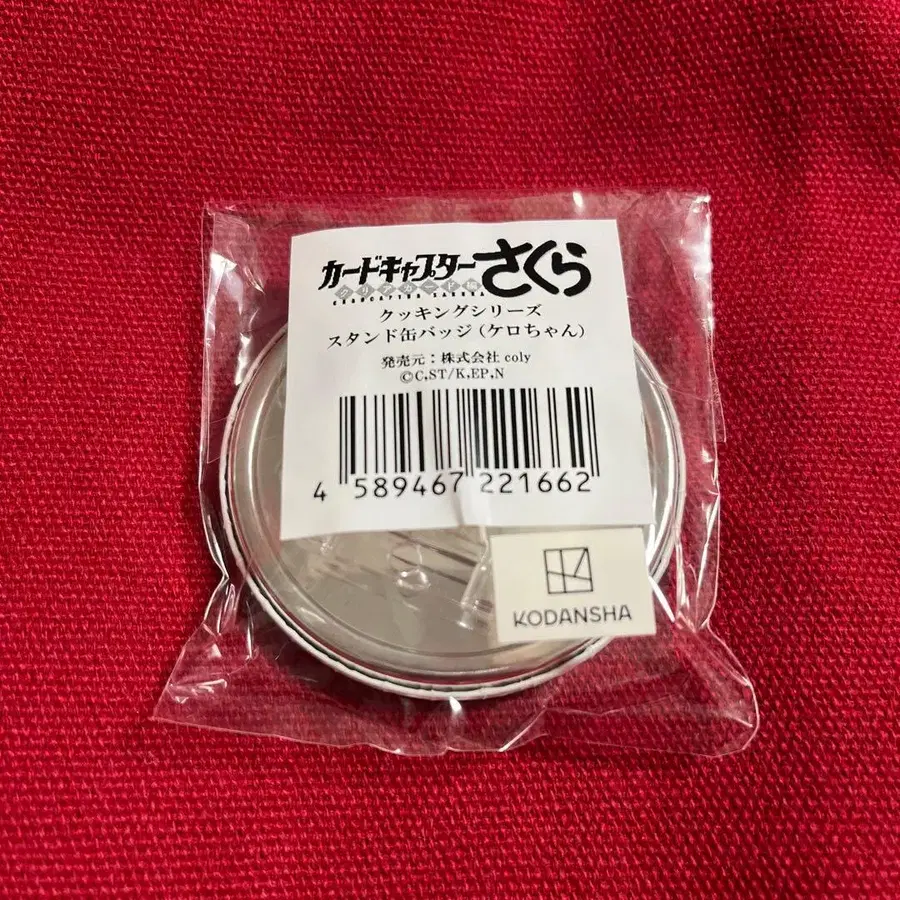 カードキャプターさくら
クリアカード編
CARDCAPTOR SAKURA
クッキングシリーズ
スタンド缶バッジ(ケロちゃん)
発売元:株式会社 coly
©C,ST/K,EP,N
4 589467 221662
KODANSHA